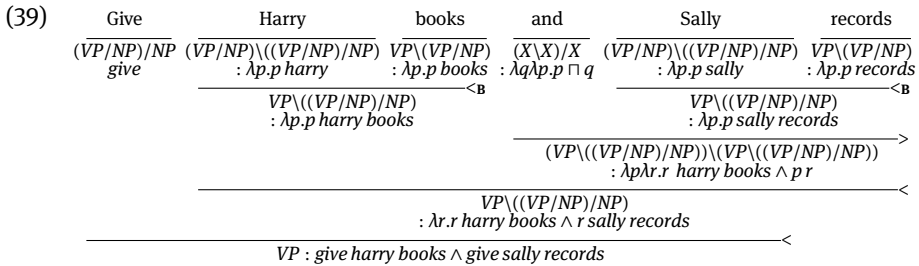 (39) Give Harry books and Sally records
(VP/NP)/NP (VP/NP)\((VP/NP)/NP) VP\(VP/NP) (X\X)/X (VP/NP)\((VP/NP)/NP) VP\(VP/NP)
give : λp.p harry : λp.p books : λqλp.p ⊓ q : λp.p sally : λp.p records
<B <B
VP\((VP/NP)/NP) VP\((VP/NP)/NP)
: λp.p harry books : λp.p sally records
>
(VP\((VP/NP)/NP))\(VP\((VP/NP)/NP))
: λpλr.r harry books ∧ p r
<
VP\((VP/NP)/NP)
: λr.r harry books ∧ r sally records
<
VP : give harry books ∧ give sally records